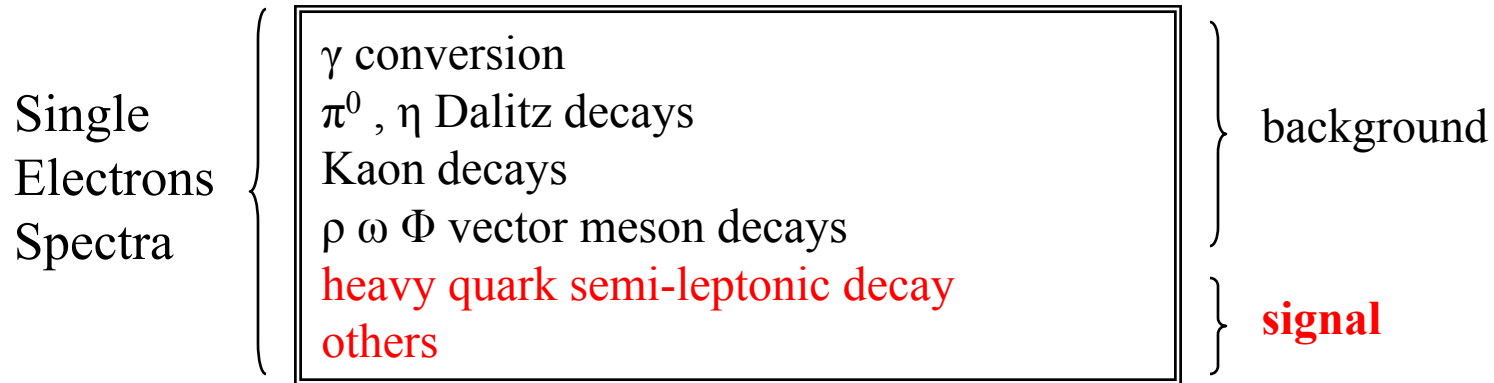 Single
Electrons
Spectra
γ conversion
π⁰ , η Dalitz decays
Kaon decays
ρ ω Φ vector meson decays
heavy quark semi-leptonic decay
others
background
signal